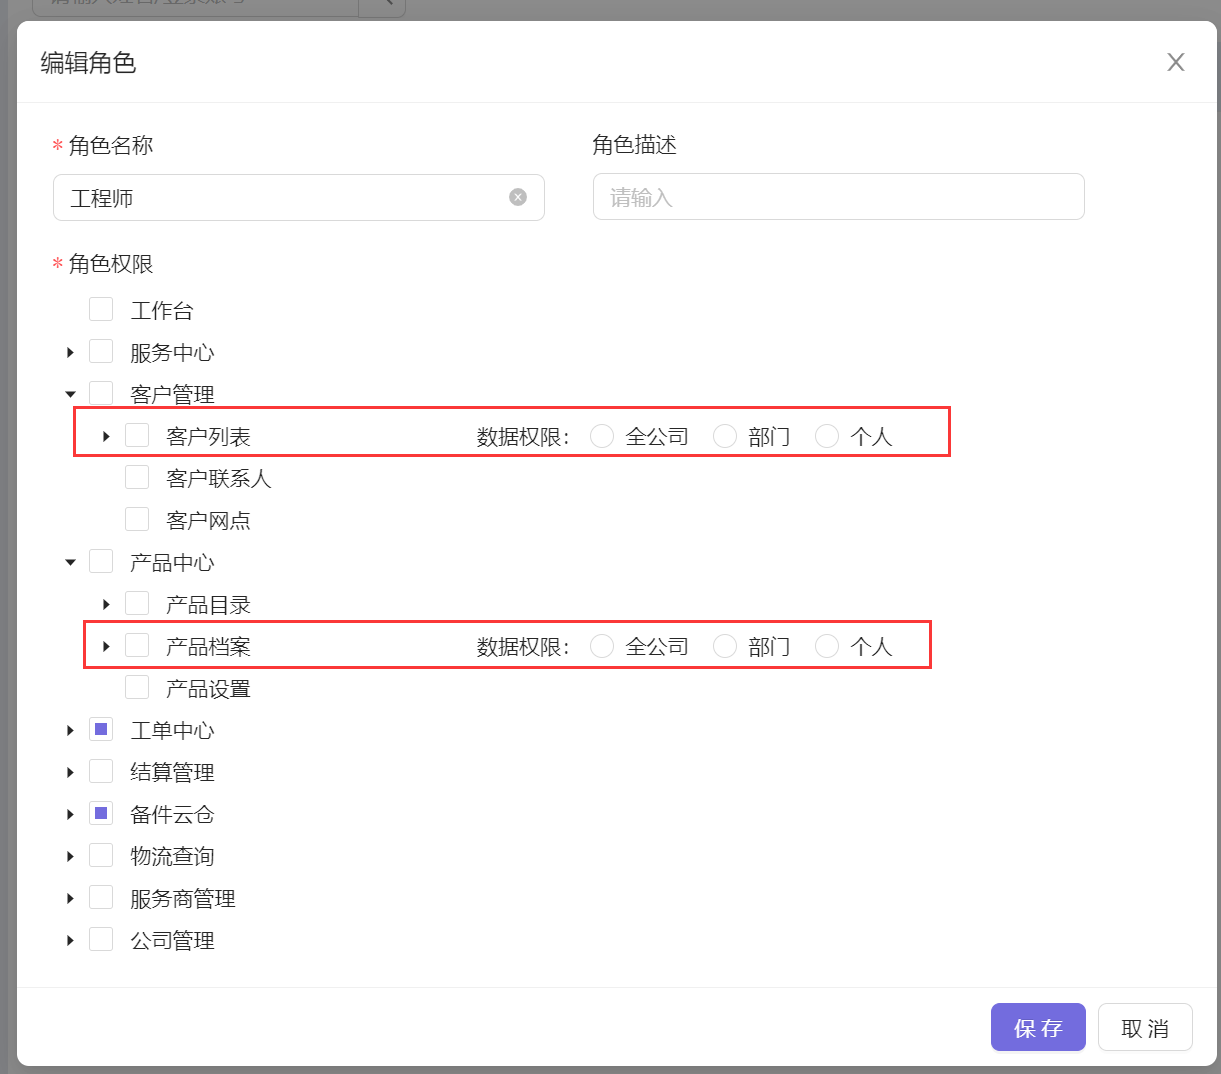 编辑角色
* 角色名称
角色描述
工程师
请输入
* 角色权限
工作台
服务中心
客户管理
客户列表 数据权限： 全公司 部门 个人
客户联系人
客户网点
产品中心
产品目录
产品档案 数据权限： 全公司 部门 个人
产品设置
工单中心
结算管理
备件云仓
物流查询
服务商管理
公司管理
保 存 取 消